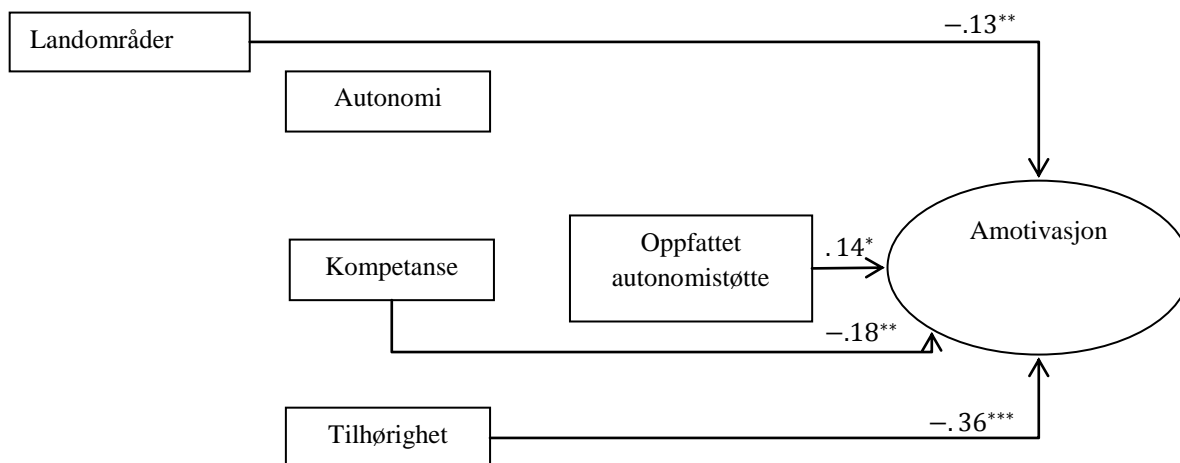 −.13**
Landområder
Autonomi
Oppfattet
autonomistøtte
.14*
Amotivasjon
Kompetanse
−.18**
−.36***
Tilhørighet